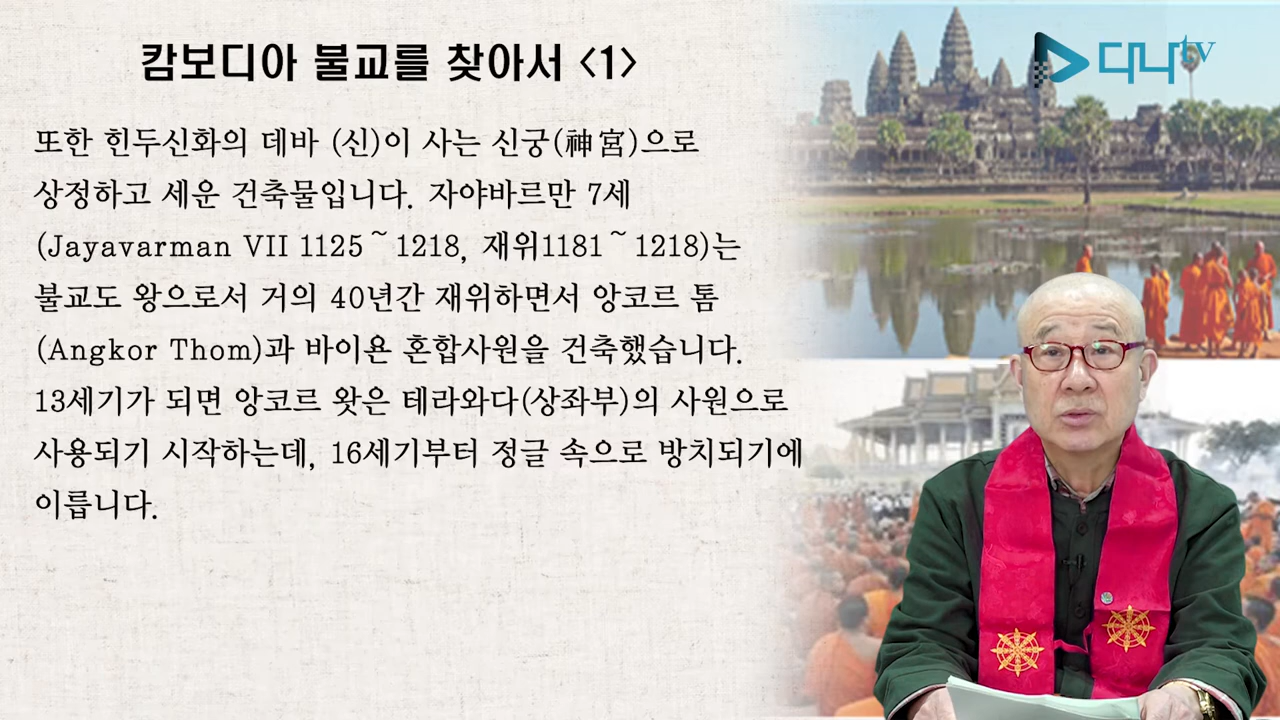 캄보디아 불교를 찾아서 <1>
또한 힌두신화의 데바 (신)이 사는 신궁(神宮)으로
상정하고 세운 건축물입니다. 자야바르만 7세
(Jayavarman VII 1125~1218, 재위1181~1218)는
불교도 왕으로서 거의 40년간 재위하면서 앙코르 톰
(Angkor Thom)과 바이욘 혼합사원을 건축했습니다.
13세기가 되면 앙코르 왓은 테라와다(상좌부)의 사원으로
사용되기 시작하는데, 16세기부터 정글 속으로 방치되기에
이릅니다.
다나tv